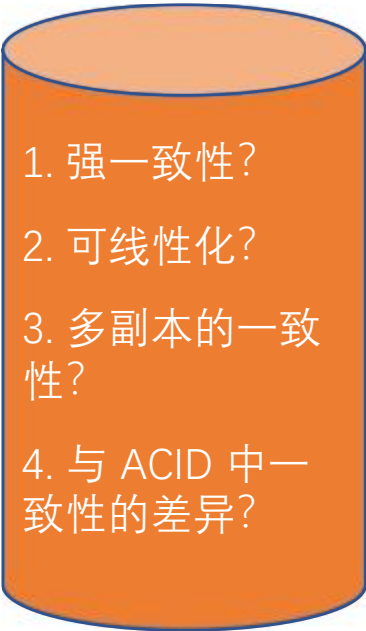 1. 强一致性？
2. 可线性化？
3. 多副本的一致
性？
4. 与 ACID 中一
致性的差异？